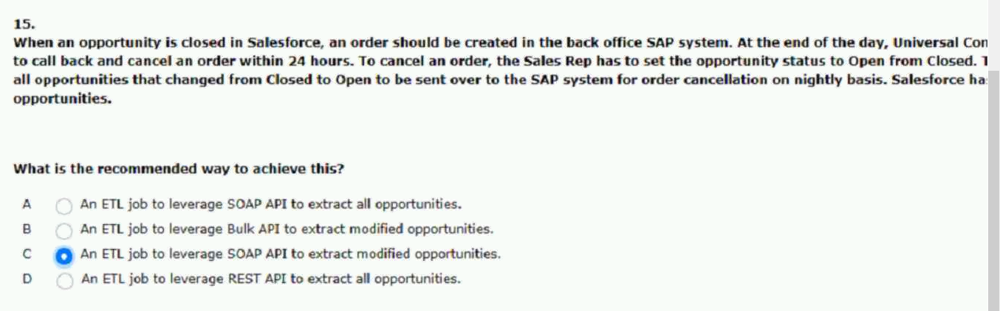 15.
When an opportunity is closed in Salesforce, an order should be created in the back office SAP system. At the end of the day, Universal
to call back and cancel an order within 24 hours. To cancel an order, the Sales Rep has to set the opportunity status to Open from Closed.
all opportunities that changed from Closed to Open to be sent over to the SAP system for order cancellation on nightly basis. Salesforce
opportunities.
What is the recommended way to achieve this?
A An ETL job to leverage SOAP API to extract all opportunities.
B An ETL job to leverage Bulk API to extract modified opportunities.
C An ETL job to leverage SOAP API to extract modified opportunities.
D An ETL job to leverage REST API to extract all opportunities.